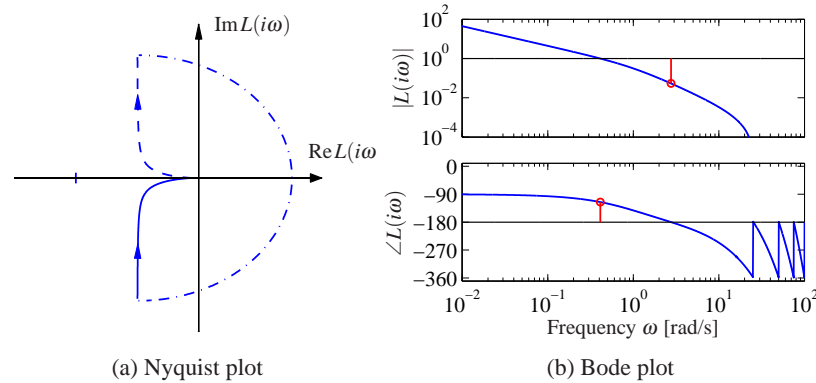 Im L(iω)
Re L(iω
(a) Nyquist plot
|L(iω)|
10^2
10^0
10^-2
10^-4
∠L(iω)
0
−90
−180
−270
−360
10^-2 10^-1 10^0 10^1 10^2
Frequency ω [rad/s]
(b) Bode plot